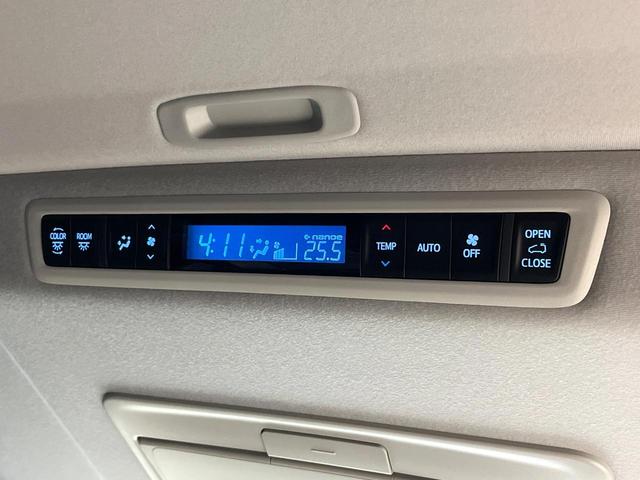 COLOR
ROOM
4:11
nanoe
25.5
TEMP
AUTO
OFF
OPEN
CLOSE